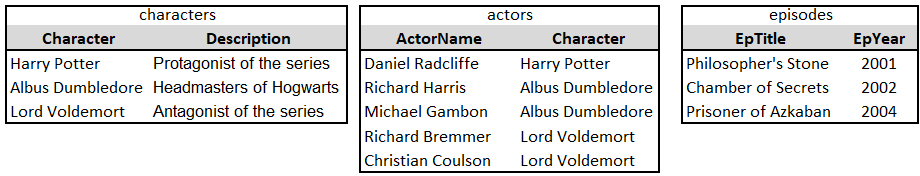 characters
Character Description
Harry Potter Protagonist of the series
Albus Dumbledore Headmasters of Hogwarts
Lord Voldemort Antagonist of the series
actors
ActorName Character
Daniel Radcliffe Harry Potter
Richard Harris Albus Dumbledore
Michael Gambon Albus Dumbledore
Richard Bremmer Lord Voldemort
Christian Coulson Lord Voldemort
episodes
EpTitle EpYear
Philosopher's Stone 2001
Chamber of Secrets 2002
Prisoner of Azkaban 2004